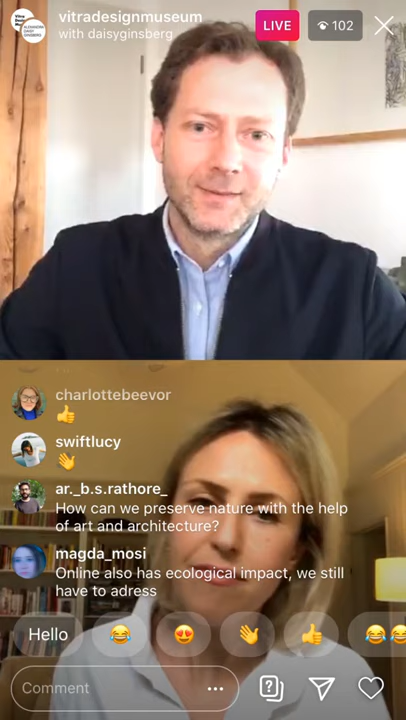 vitradesignmuseum
with daisyginsberg
LIVE
102
charlottebeevor
swiftlucy
ar._b.s.rathore_
How can we preserve nature with the help
of art and architecture?
magda_mosi
Online also has ecological impact, we still
have to adress
Hello
Comment